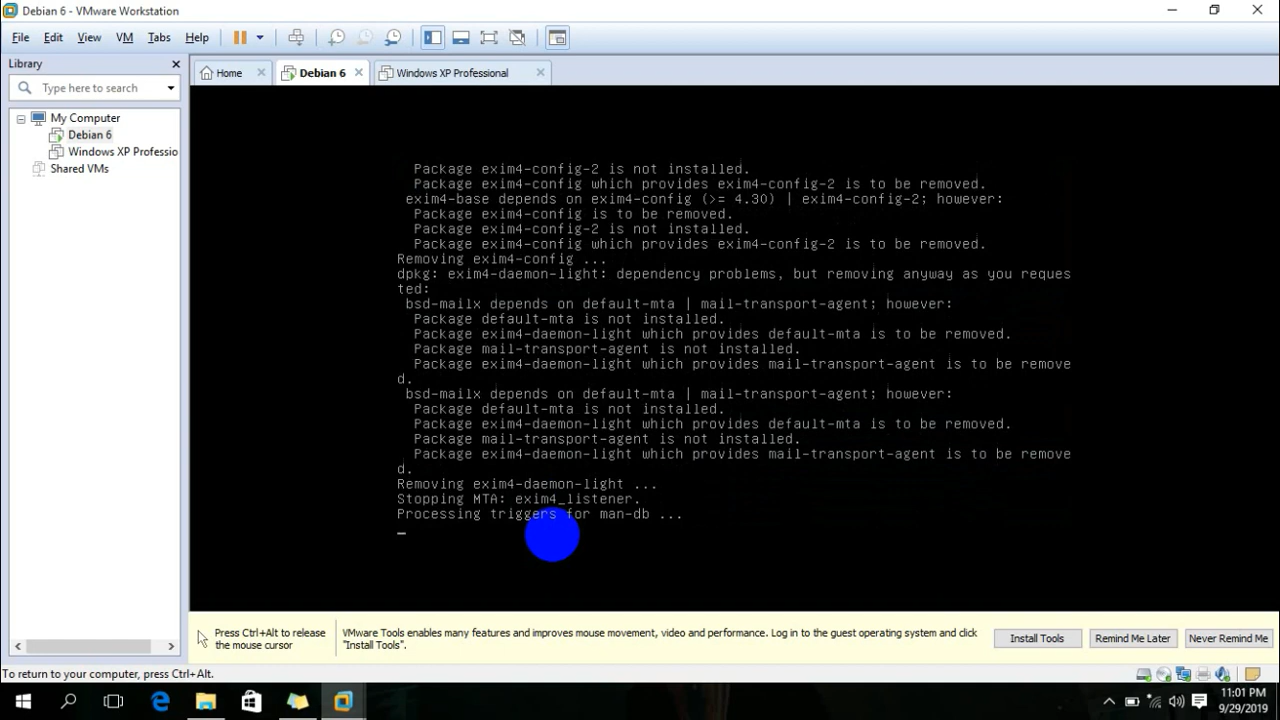 Debian 6 - VMware Workstation
File Edit View VM Tabs Help
Library
Type here to search
My Computer
Debian 6
Windows XP Professio
Shared VMs
Home
Debian 6
Windows XP Professional
Package exim4-config-2 is not installed.
Package exim4-config which provides exim4-config-2 is to be removed.
exim4-base depends on exim4-config (>= 4.30) | exim4-config-2; however:
Package exim4-config is to be removed.
Package exim4-config-2 is not installed.
Package exim4-config which provides exim4-config-2 is to be removed.
Removing exim4-config ...
dpkg: exim4-daemon-light: dependency problems, but removing anyway as you reques
ted:
bsd-mailx depends on default-mta | mail-transport-agent; however:
Package default-mta is not installed.
Package exim4-daemon-light which provides default-mta is to be removed.
Package mail-transport-agent is not installed.
Package exim4-daemon-light which provides mail-transport-agent is to be remove
d.
bsd-mailx depends on default-mta | mail-transport-agent; however:
Package default-mta is not installed.
Package exim4-daemon-light which provides default-mta is to be removed.
Package mail-transport-agent is not installed.
Package exim4-daemon-light which provides mail-transport-agent is to be remove
d.
Removing exim4-daemon-light ...
Stopping MTA: exim4_listener.
Processing triggers for man-db ...
Press Ctrl+Alt to release
the mouse cursor
VMware Tools enables many features and improves mouse movement, video and performance. Log in to the guest operating system and click
"Install Tools".
Install Tools
Remind Me Later
Never Remind Me
To return to your computer, press Ctrl+Alt.
11:01 PM
9/29/2019